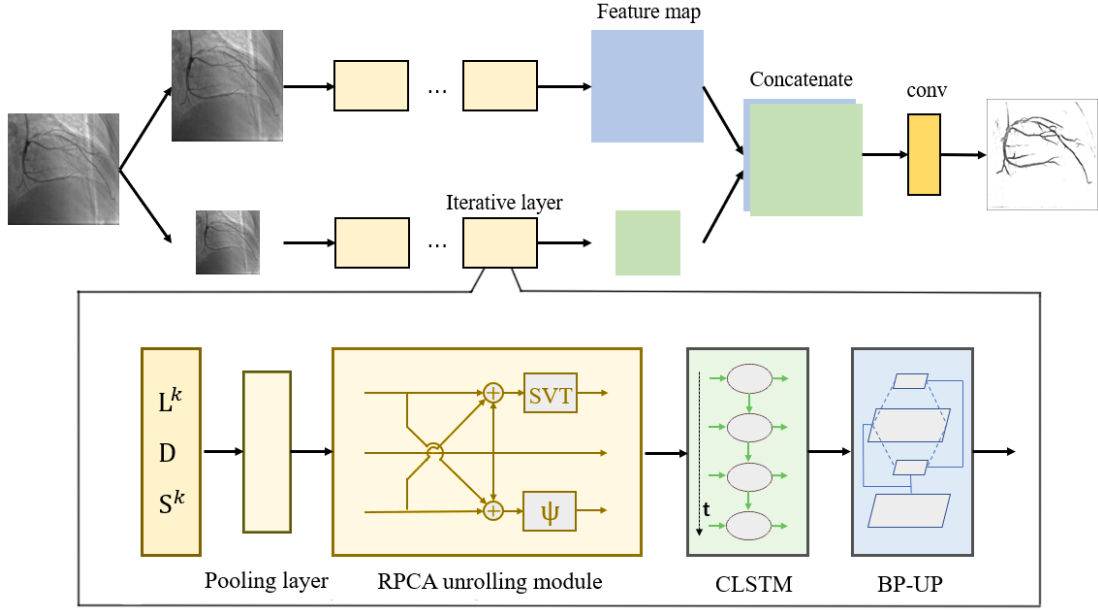 Feature map
Concatenate
conv
...
Iterative layer
...
L^k
D
S^k
SVT
ψ
t
Pooling layer
RPCA unrolling module
CLSTM
BP-UP